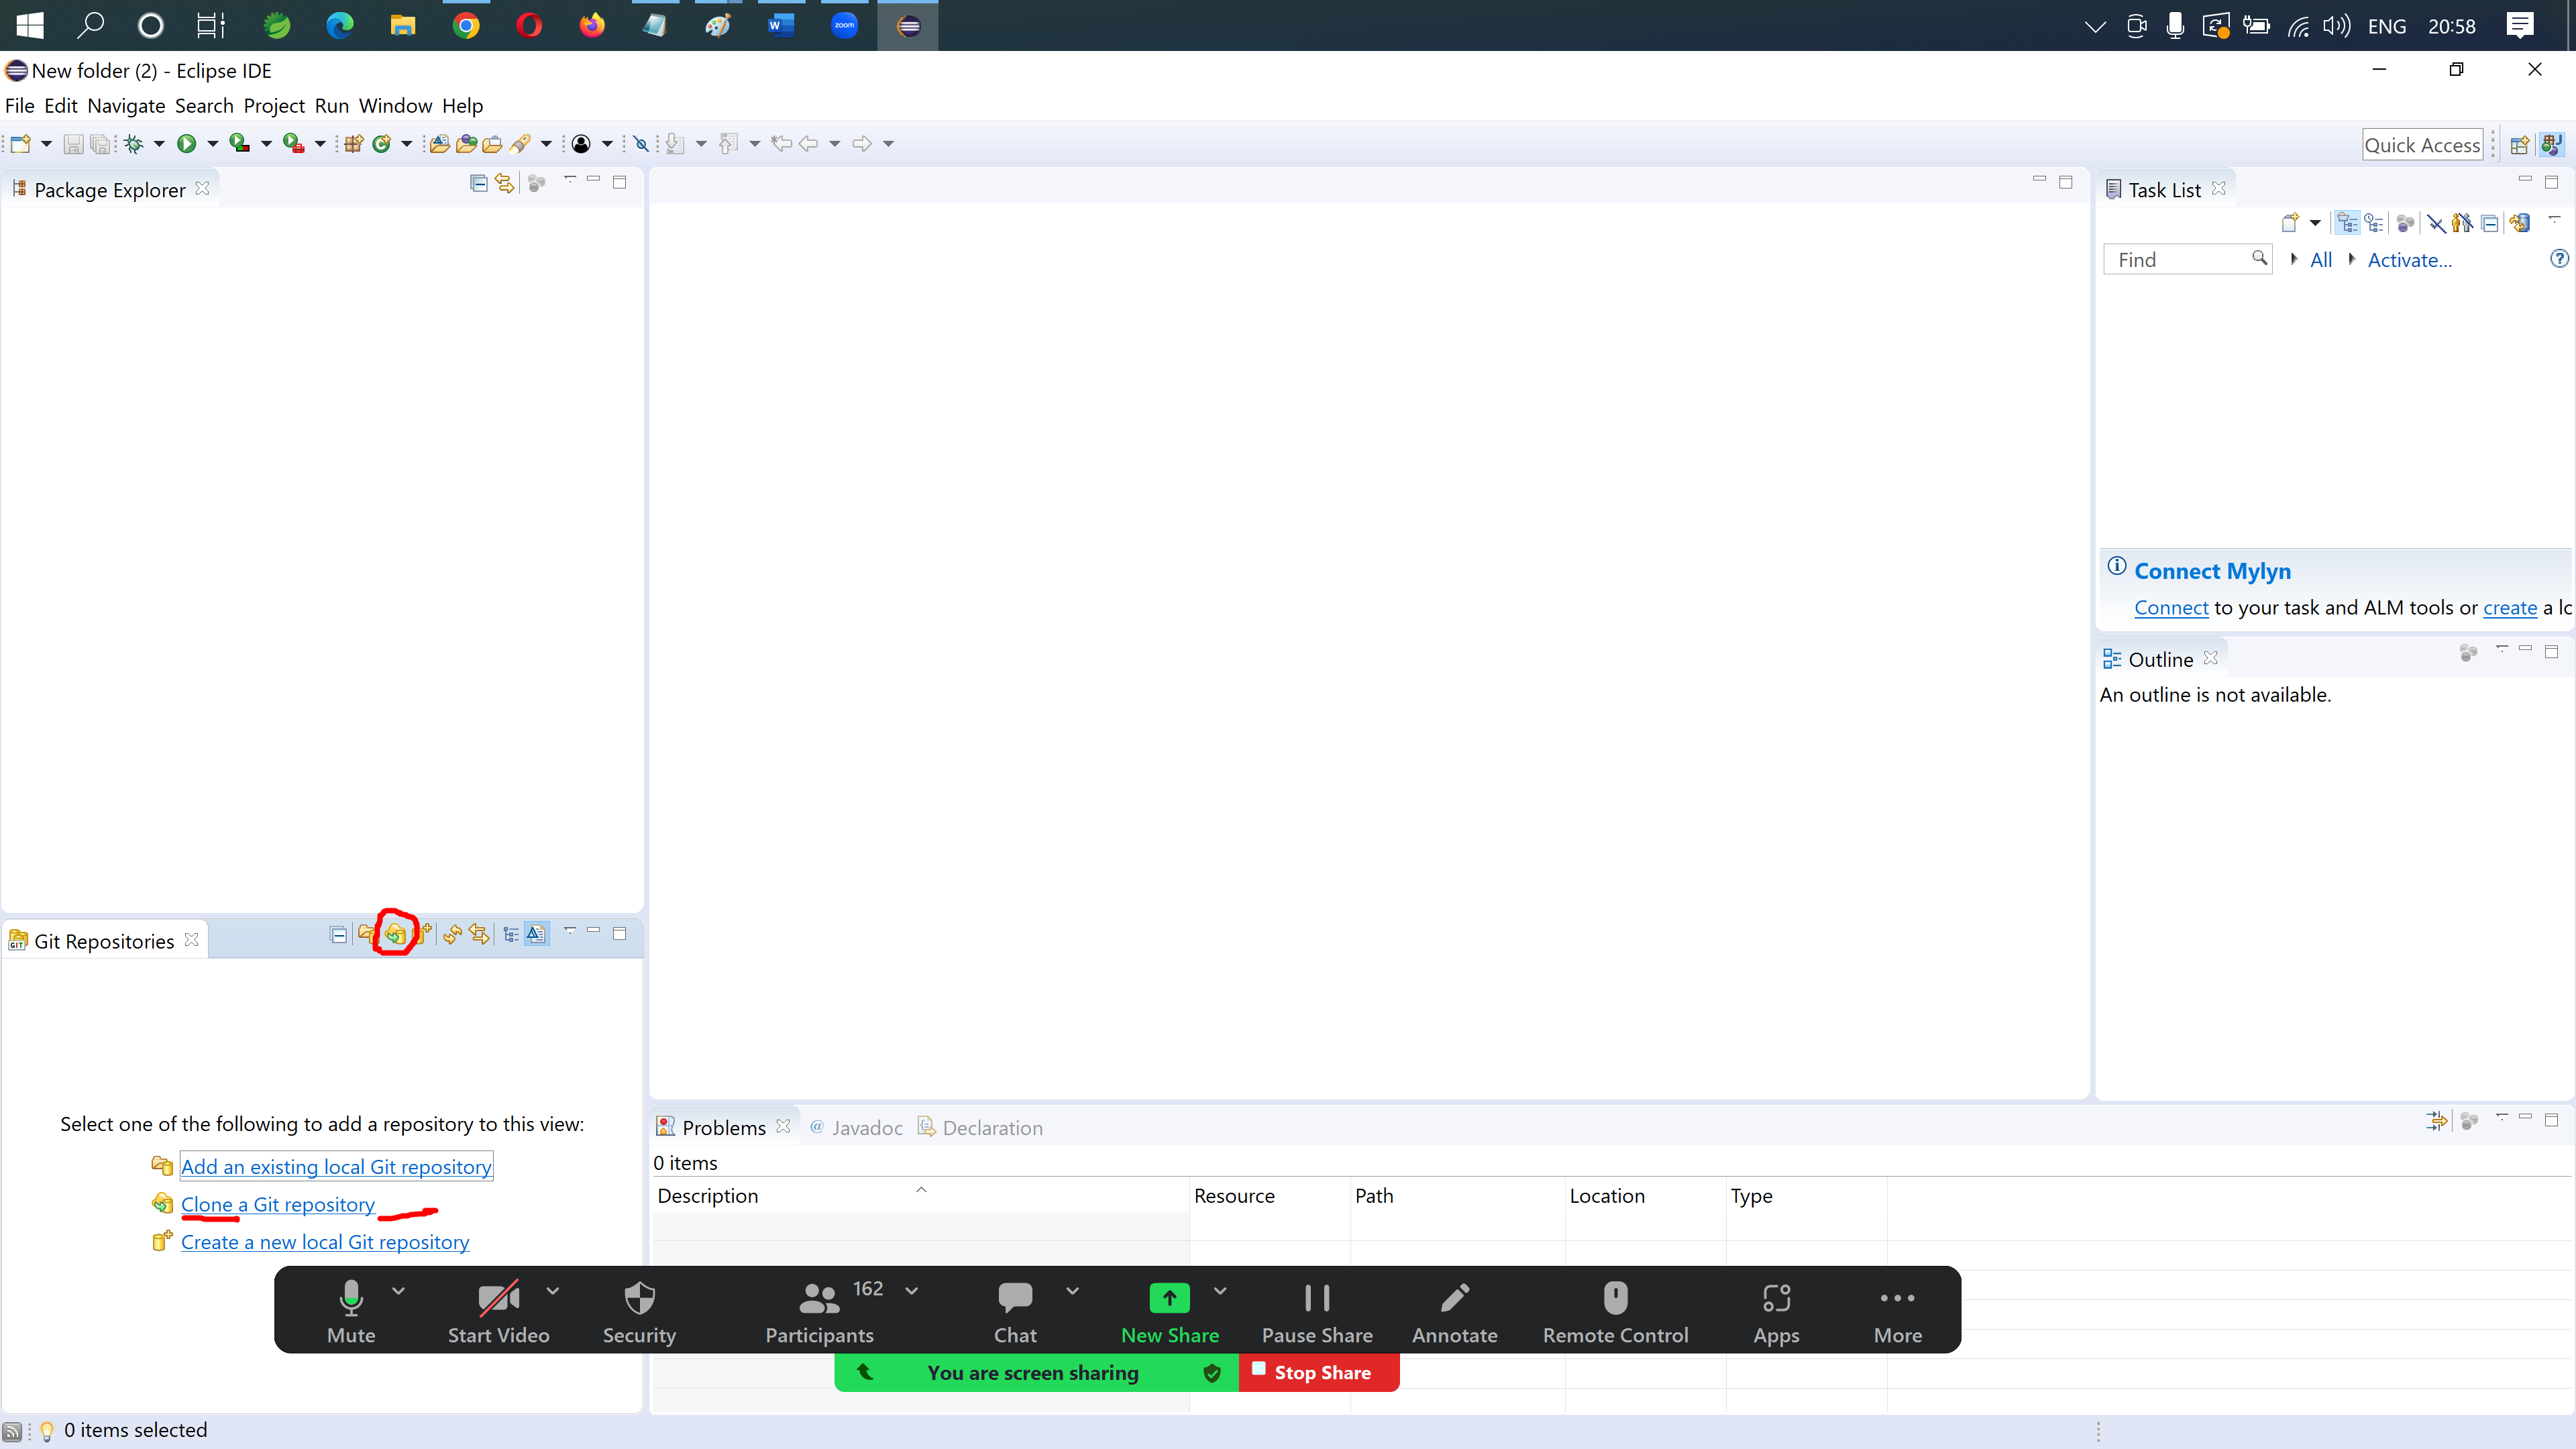 ENG 20:58
New folder (2) - Eclipse IDE
File Edit Navigate Search Project Run Window Help
Quick Access
Package Explorer
Task List
Find
All
Activate...
Connect Mylyn
Connect to your task and ALM tools or create a lo
Outline
An outline is not available.
Git Repositories
Select one of the following to add a repository to this view:
Add an existing local Git repository
Clone a Git repository
Create a new local Git repository
Problems @ Javadoc Declaration
0 items
Description Resource Path Location Type
162
Mute Start Video Security Participants Chat New Share Pause Share Annotate Remote Control Apps More
You are screen sharing Stop Share
0 items selected